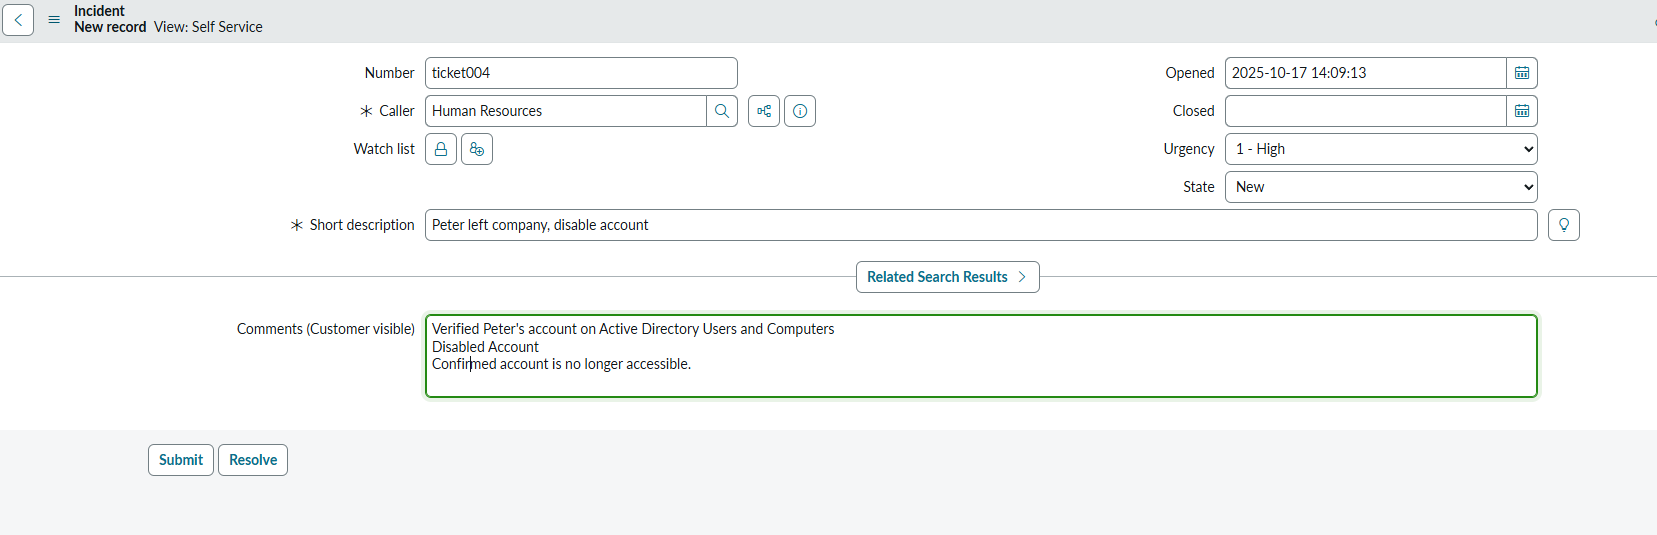 Incident
New record View: Self Service
Number ticket004
Opened 2025-10-17 14:09:13
Caller Human Resources
Closed
Watch list
Urgency 1 - High
State New
Short description Peter left company, disable account
Related Search Results
Comments (Customer visible) Verified Peter's account on Active Directory Users and Computers
Disabled Account
Confirmed account is no longer accessible.
Submit Resolve